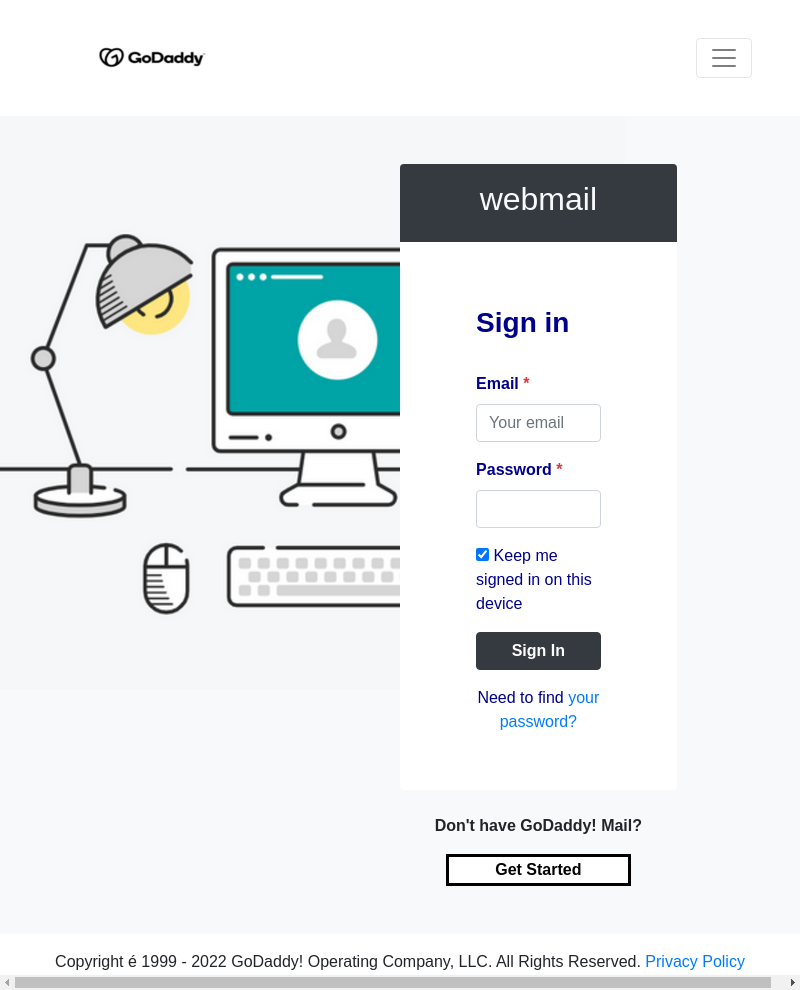 GoDaddy
webmail
Sign in
Email *
Your email
Password *
Keep me
signed in on this
device
Sign In
Need to find your
password?
Don't have GoDaddy! Mail?
Get Started
Copyright é 1999 - 2022 GoDaddy! Operating Company, LLC. All Rights Reserved. Privacy Policy